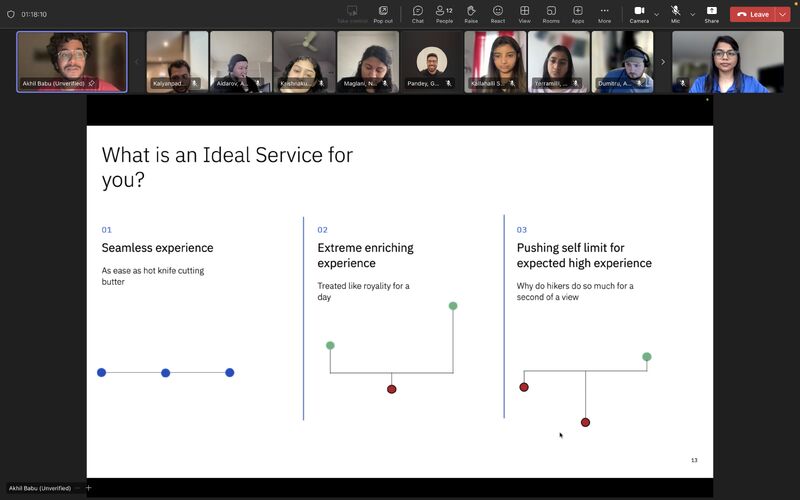 01:18:10
Take control
Pop out
Chat
12
People
Raise
React
View
Rooms
Apps
More
Camera
Mic
Share
Leave
Akhil Babu (Unverified)
Kalyanpad...
Aidarov, A...
Krishnaku...
Maglani, N...
Pandey, G...
Kallahalli S...
Yerramilli, ...
Dumitru, A...
What is an Ideal Service for
you?
01
Seamless experience
As ease as hot knife cutting
butter
02
Extreme enriching
experience
Treated like royality for a
day
03
Pushing self limit for
expected high experience
Why do hikers do so much for a
second of a view
13
Akhil Babu (Unverified)